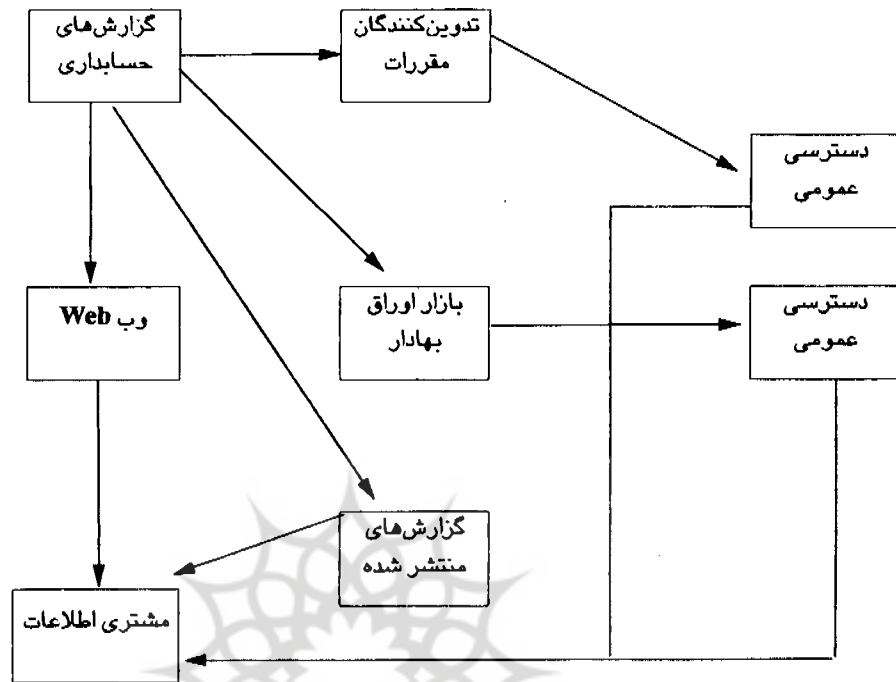 گزارش‌های
حسابداری
تدوین‌کنندگان
مقررات
دسترسی
عمومی
وب Web
بازار اوراق
بهادار
دسترسی
عمومی
گزارش‌های
منتشر شده
مشتری اطلاعات